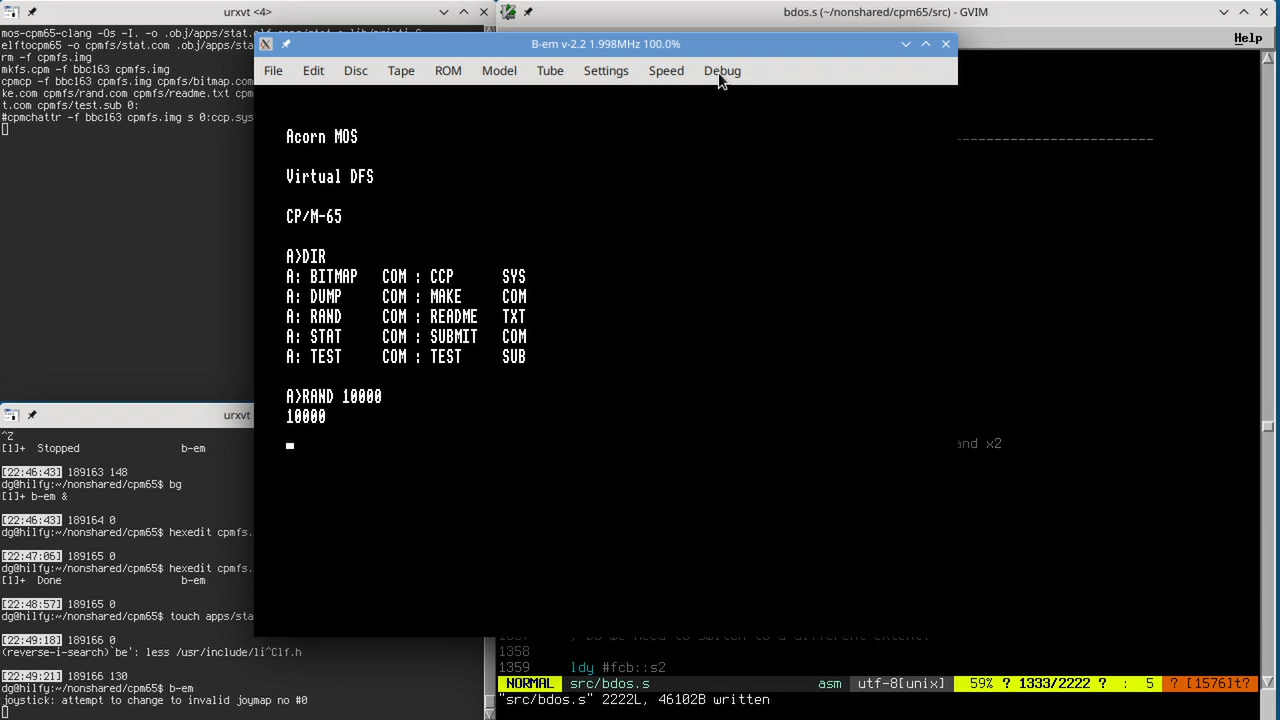 urxvt <4>
mos-cpm65-clang -Os -I. -o .obj/apps/stat
elftocpm65 -o cpmfs/stat.com .obj/apps/sta
rm -f cpmfs.img
mkfs.cpm -f bbc163 cpmfs.img
cpmcp -f bbc163 cpmfs.img cpmfs/bitmap.com
ke.com cpmfs/rand.com cpmfs/readme.txt cpm
t.com cpmfs/test.sub 0:
#cpmchattr -f bbc163 cpmfs.img s 0:ccp.sys
bdos.s (~/nonshared/cpm65/src) - GVIM
Help
B-em v-2.2 1.998MHz 100.0%
File Edit Disc Tape ROM Model Tube Settings Speed Debug
Acorn MOS
Virtual DFS
CP/M-65
A>DIR
A: BITMAP COM : CCP SYS
A: DUMP COM : MAKE COM
A: RAND COM : README TXT
A: STAT COM : SUBMIT COM
A: TEST COM : TEST SUB
A>RAND 10000
10000
urxvt
^Z
[1]+ Stopped b-em
[22:46:43] 189163 148
dg@hilfy:~/nonshared/cpm65$ bg
[1]+ b-em &
[22:46:43] 189164 0
dg@hilfy:~/nonshared/cpm65$ hexedit cpmfs.
[22:47:06] 189165 0
dg@hilfy:~/nonshared/cpm65$ hexedit cpmfs.
[1]+ Done b-em
[22:48:57] 189165 0
dg@hilfy:~/nonshared/cpm65$ touch apps/sta
[22:49:18] 189166 0
(reverse-i-search)`be': less /usr/include/li^Clf.h
[22:49:21] 189166 130
dg@hilfy:~/nonshared/cpm65$ b-em
joystick: attempt to change to invalid joymap no #0
and x2
1358
1359 ldy #fcb::s2
NORMAL src/bdos.s asm utf-8[unix] 59% ? 1333/2222 ? : 5 ? [1576]t?
"src/bdos.s" 2222L, 46102B written